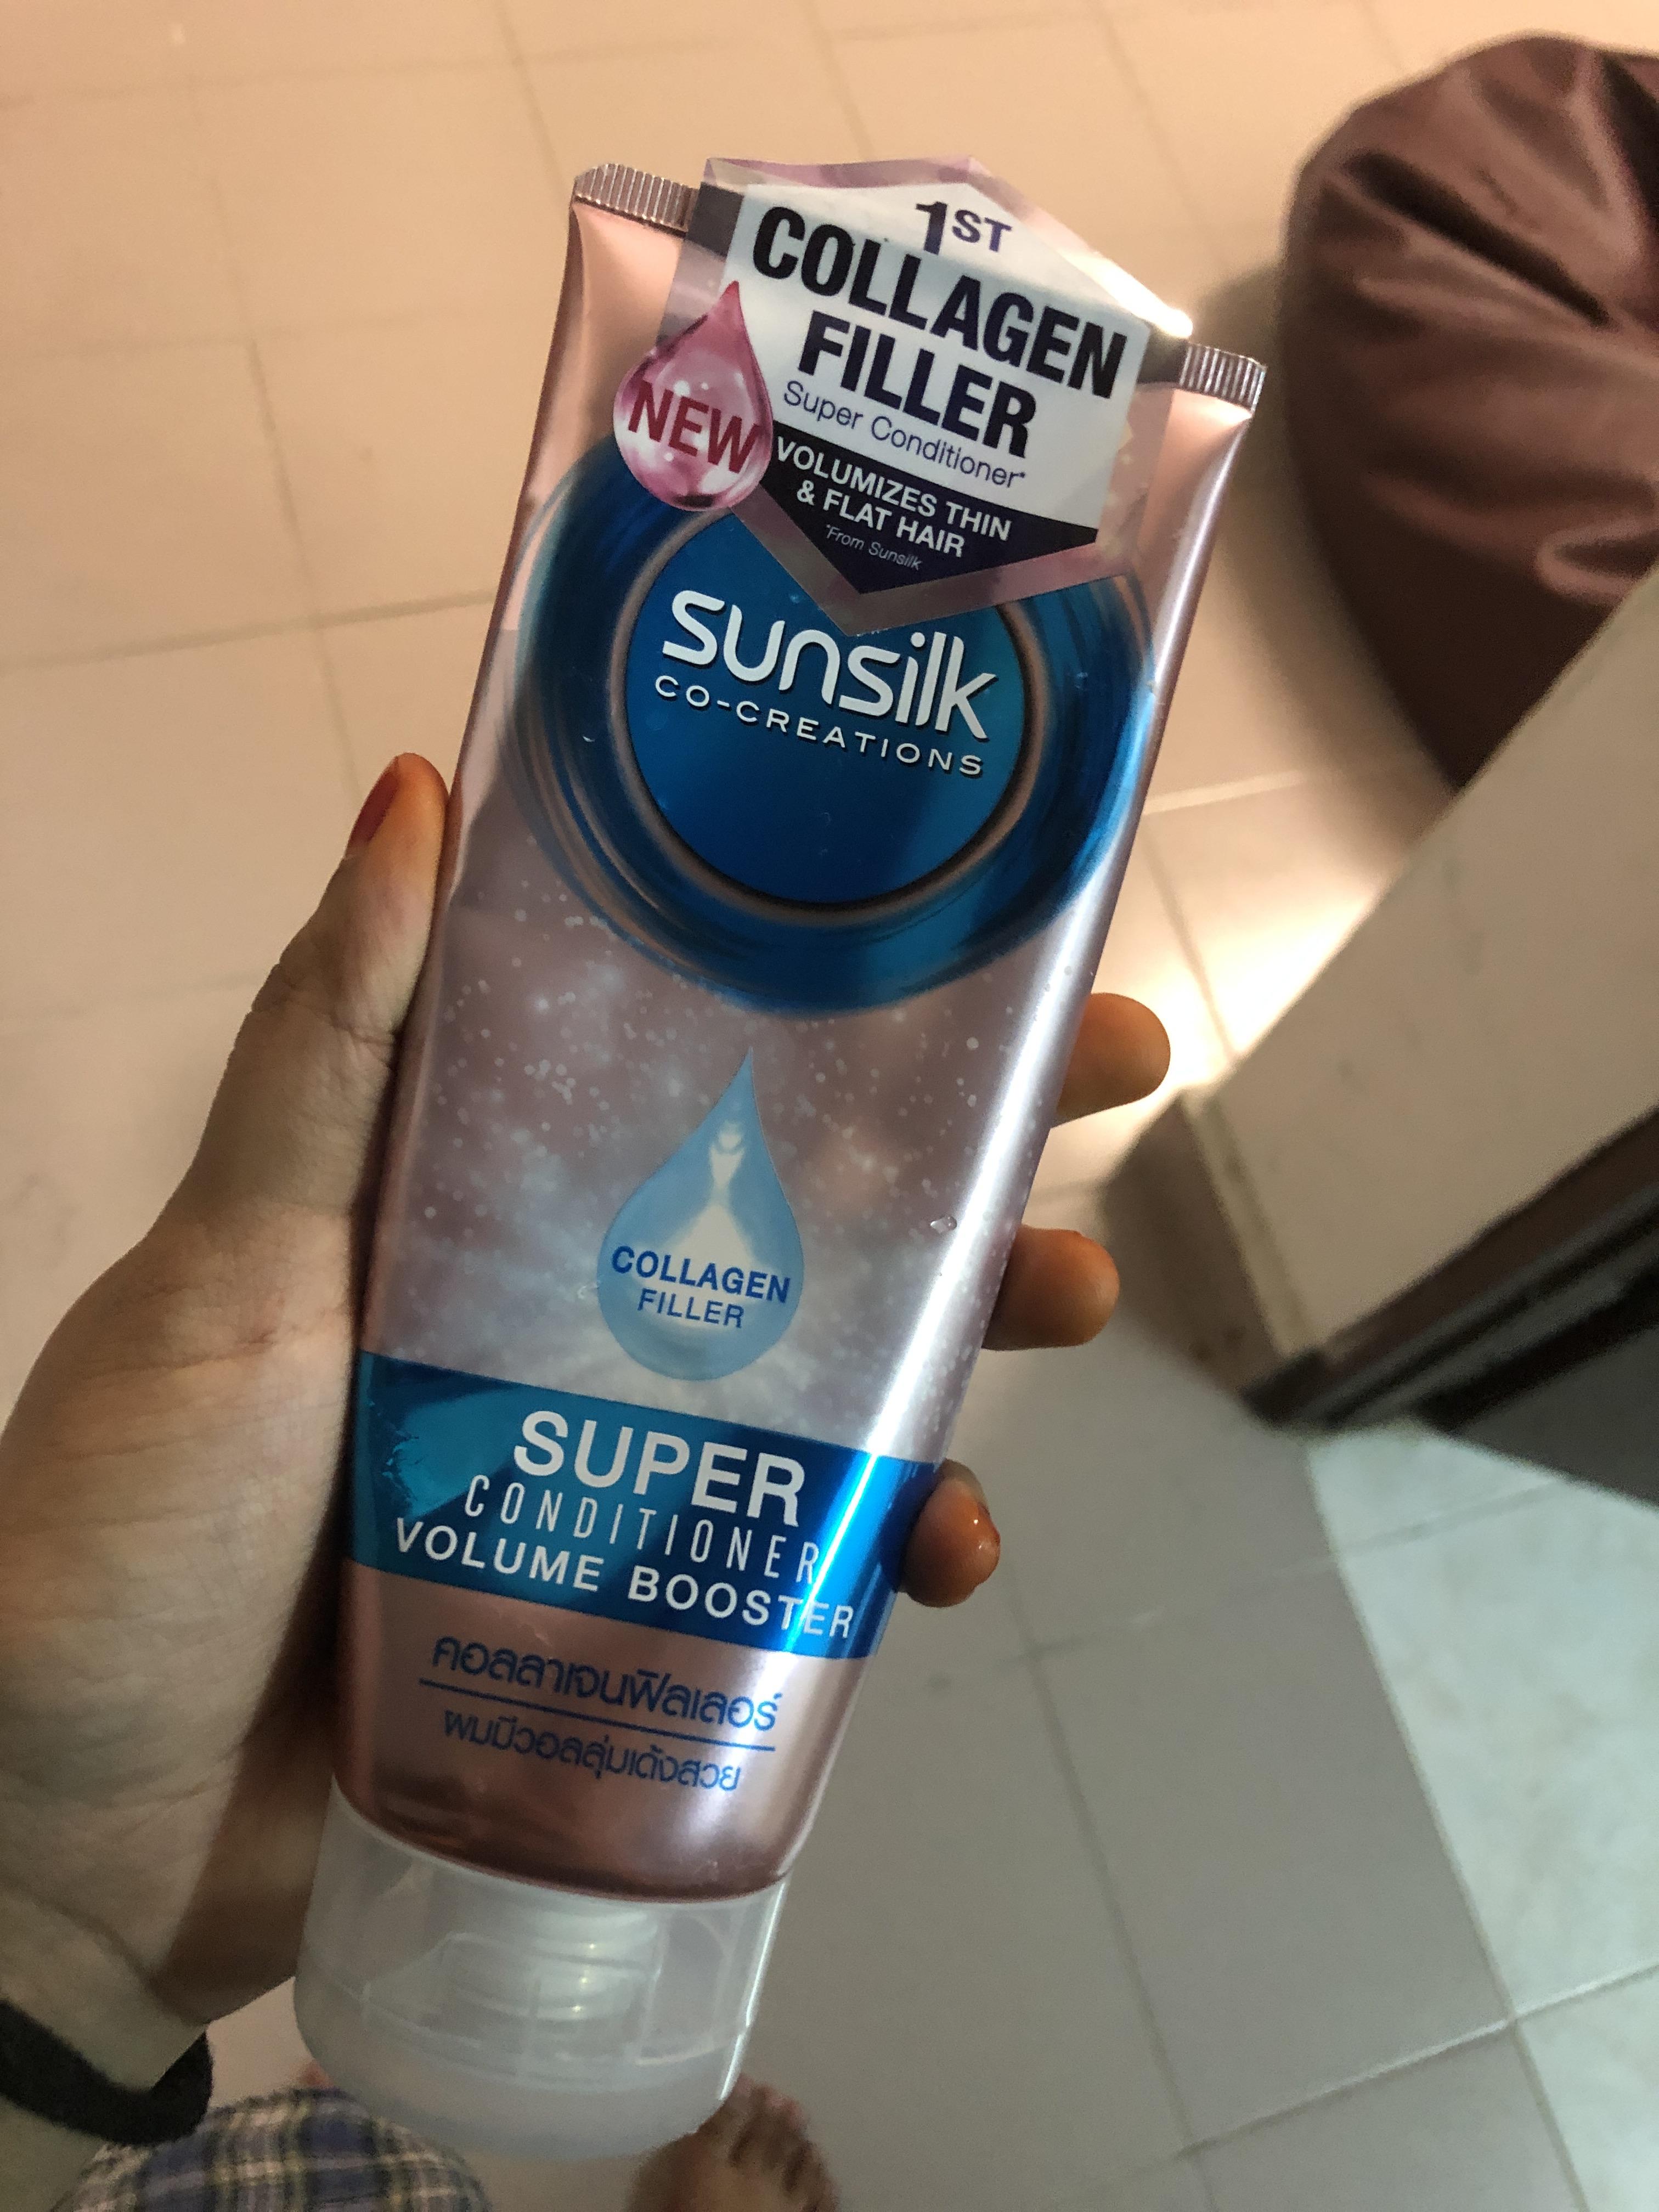 1ST
COLLAGEN
FILLER
Super Conditioner*
NEW
VOLUMIZES THIN
& FLAT HAIR
*From Sunsilk
sunsilk
CO-CREATIONS
COLLAGEN
FILLER
SUPER
CONDITIONER
VOLUME BOOSTER
คอลลาเจนฟิลเลอร์
ผมมีวอลลุ่มเด้งสวย